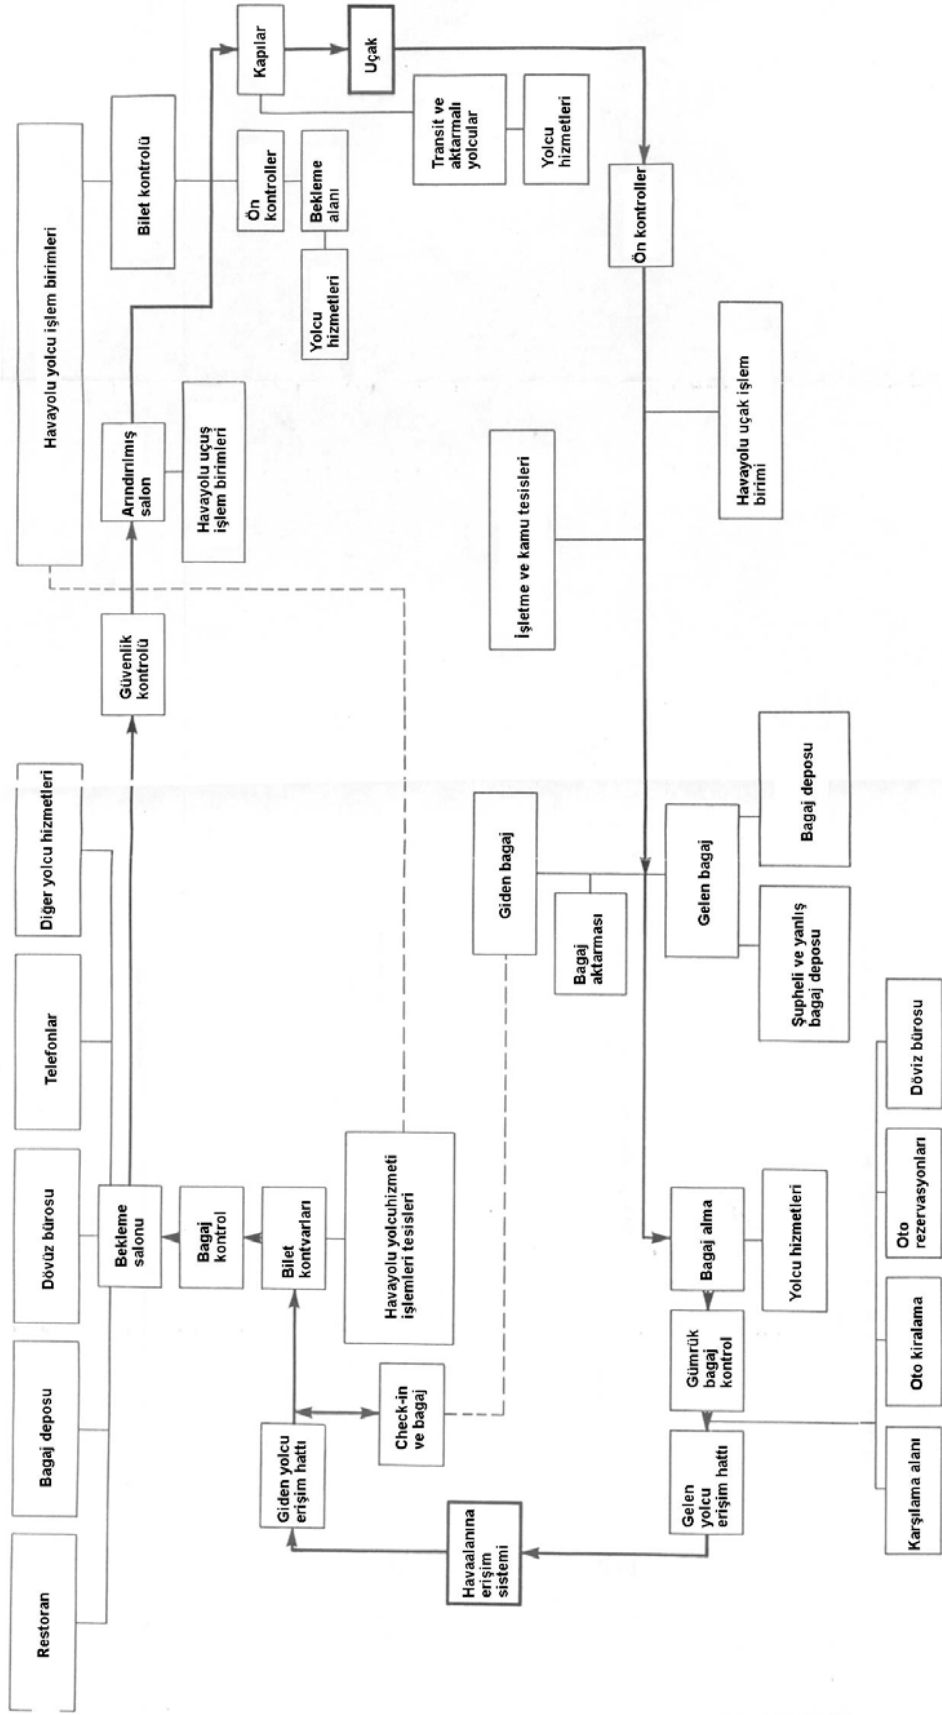 Restoran
Bagaj deposu
Dövüz bürosu
Telefonlar
Diğer yolcu hizmetleri
Havayolu yolcu işlem birimleri
Bekleme
salonu
Güvenlik
kontrolü
Arındırılmış
salon
Bilet kontrolü
Havayolu uçuş
işlem birimleri
Ön
kontroller
Bekleme
alanı
Yolcu
hizmetleri
Kapılar
Uçak
Transit ve
aktarmalı
yolcular
Yolcu
hizmetleri
Bagaj
kontrol
Bilet
kontvarları
Havayolu yolcuhizmeti
işlemleri tesisleri
Giden yolcu
erişim hattı
Check-in
ve bagaj
Havaalanına
erişim
sistemi
Giden bagaj
Bagaj
aktarması
İşletme ve kamu tesisleri
Ön kontroller
Havayolu uçak işlem
birimi
Gelen bagaj
Şupheli ve yanlış
bagaj deposu
Bagaj deposu
Bagaj alma
Yolcu hizmetleri
Gümrük
bagaj
kontrol
Gelen
yolcu
erişim hattı
Karşılama alanı
Oto kiralama
Oto
rezervasyonları
Döviz bürosu